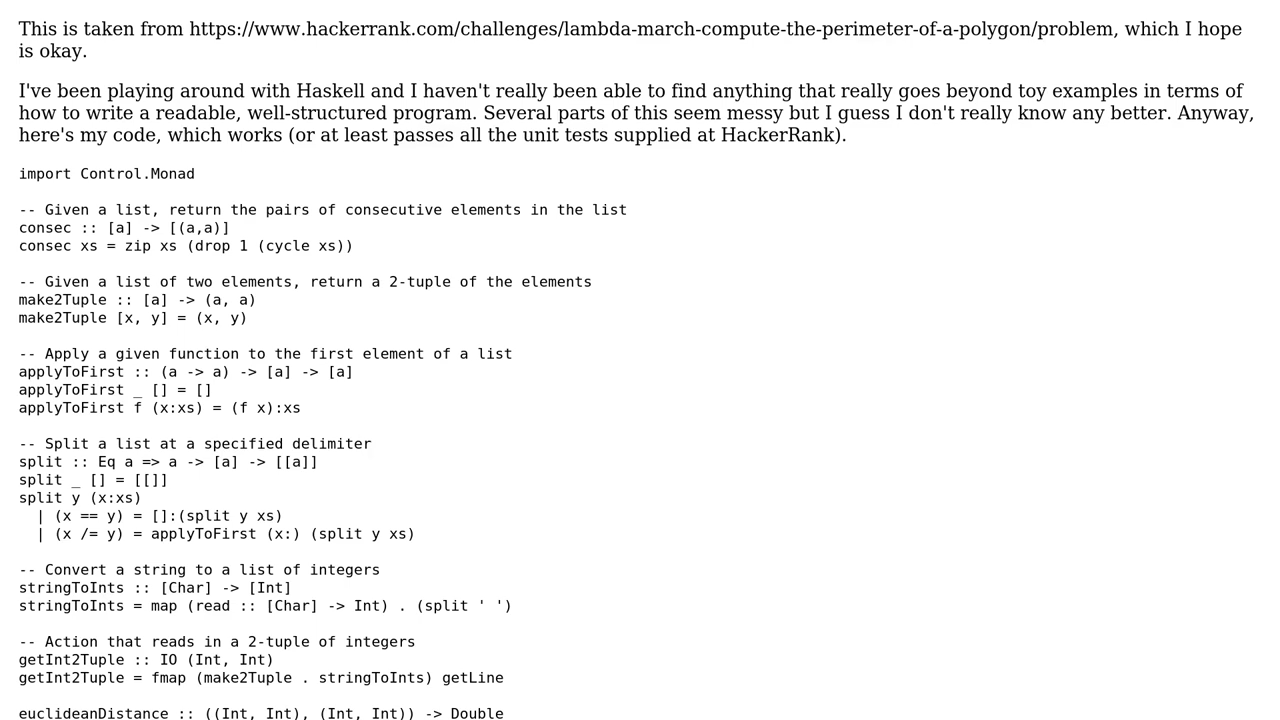 This is taken from https://www.hackerrank.com/challenges/lambda-march-compute-the-perimeter-of-a-polygon/problem, which I hope
is okay.
I've been playing around with Haskell and I haven't really been able to find anything that really goes beyond toy examples in terms of
how to write a readable, well-structured program. Several parts of this seem messy but I guess I don't really know any better. Anyway,
here's my code, which works (or at least passes all the unit tests supplied at HackerRank).
import Control.Monad
-- Given a list, return the pairs of consecutive elements in the list
consec :: [a] -> [(a,a)]
consec xs = zip xs (drop 1 (cycle xs))
-- Given a list of two elements, return a 2-tuple of the elements
make2Tuple :: [a] -> (a, a)
make2Tuple [x, y] = (x, y)
-- Apply a given function to the first element of a list
applyToFirst :: (a -> a) -> [a] -> [a]
applyToFirst _ [] = []
applyToFirst f (x:xs) = (f x):xs
-- Split a list at a specified delimiter
split :: Eq a => a -> [a] -> [[a]]
split _ [] = [[]]
split y (x:xs)
  | (x == y) = []:(split y xs)
  | (x /= y) = applyToFirst (x:) (split y xs)
-- Convert a string to a list of integers
stringToInts :: [Char] -> [Int]
stringToInts = map (read :: [Char] -> Int) . (split ' ')
-- Action that reads in a 2-tuple of integers
getInt2Tuple :: IO (Int, Int)
getInt2Tuple = fmap (make2Tuple . stringToInts) getLine
euclideanDistance :: ((Int, Int), (Int, Int)) -> Double